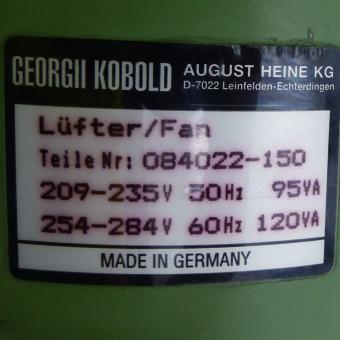 GEORGII KOBOLD AUGUST HEINE KG
D-7022 Leinfelden-Echterdingen
Lüfter/Fan
Teile Nr: 084022-150
209-235V 50Hz 95VA
254-284V 60Hz 120VA
MADE IN GERMANY